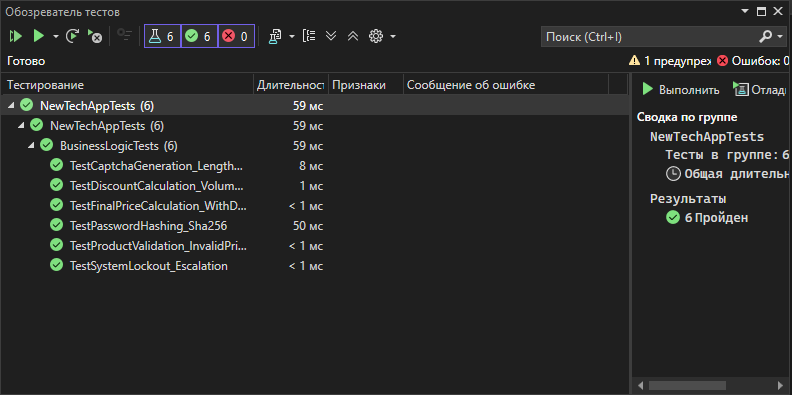 Обозреватель тестов
6 6 0
Поиск (Ctrl+I)
Готово
1 предупреж Ошибок: 0
Тестирование Длительност Признаки Сообщение об ошибке
NewTechAppTests (6) 59 мс
NewTechAppTests (6) 59 мс
BusinessLogicTests (6) 59 мс
TestCaptchaGeneration_Length... 8 мс
TestDiscountCalculation_Volum... 1 мс
TestFinalPriceCalculation_WithD... < 1 мс
TestPasswordHashing_Sha256 50 мс
TestProductValidation_InvalidPri... < 1 мс
TestSystemLockout_Escalation < 1 мс
Выполнить Отлад
Сводка по группе
NewTechAppTests
Тесты в группе: 6
Общая длительн
Результаты
6 Пройден